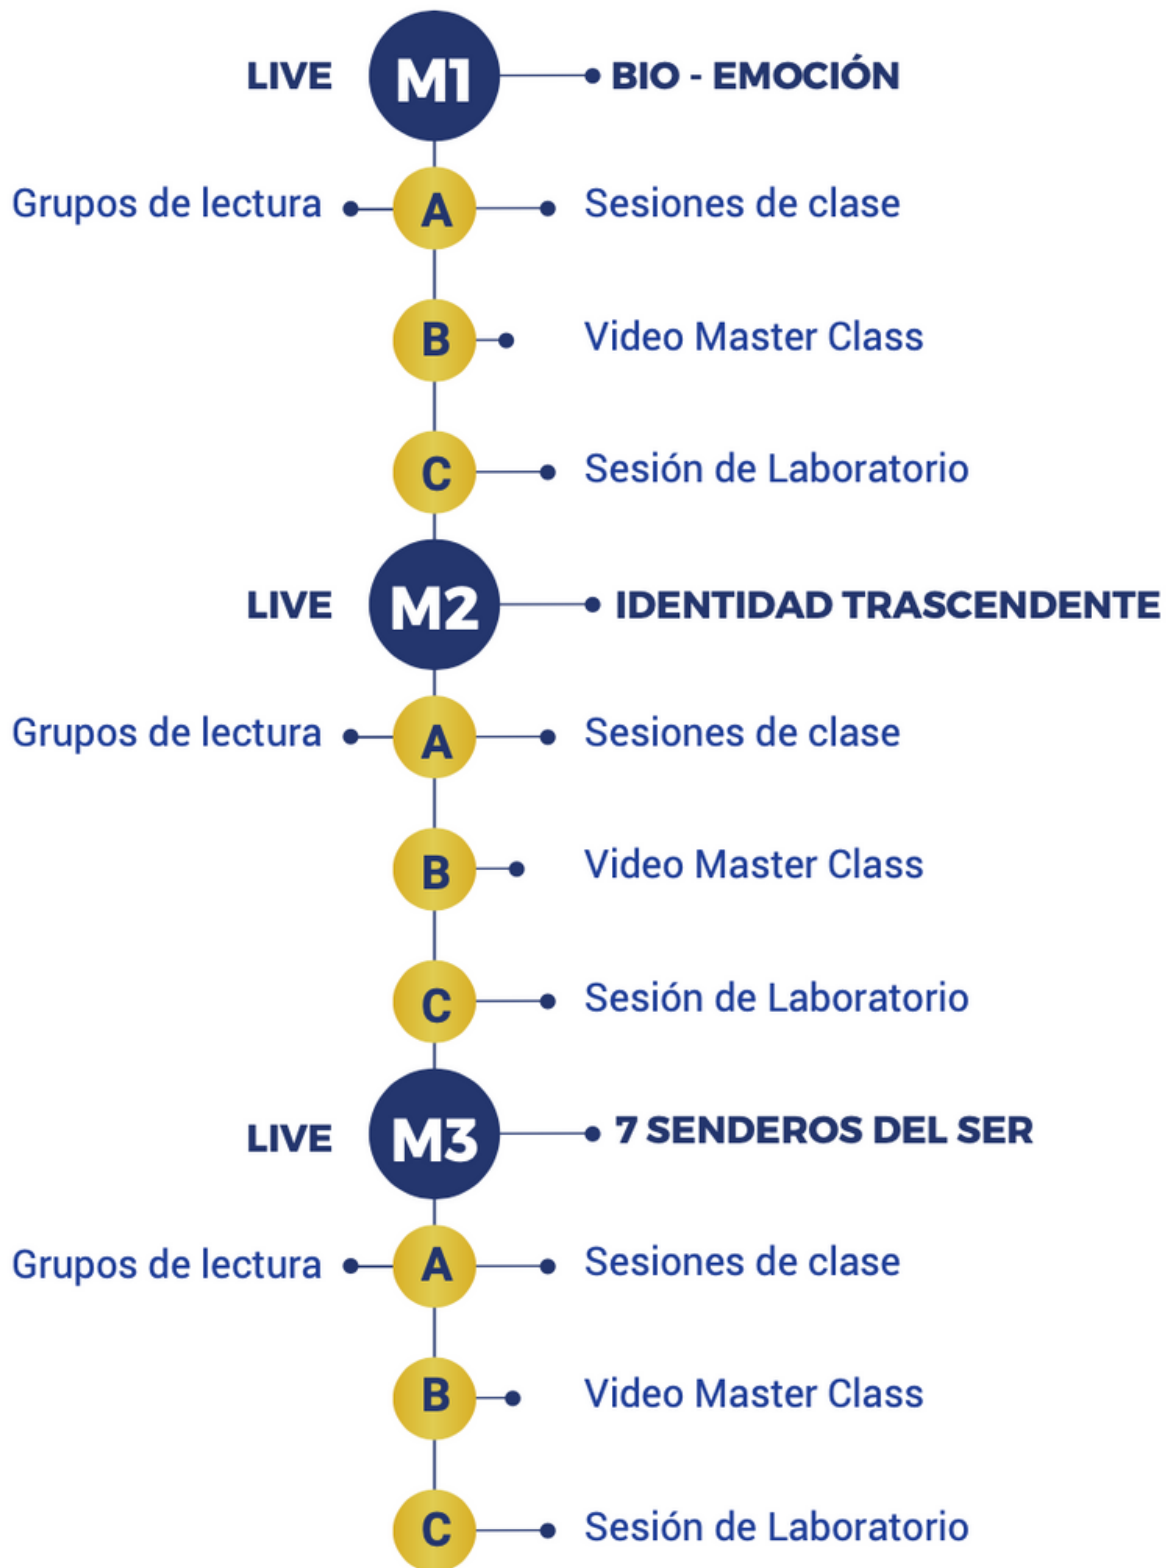 LIVE M1 BIO - EMOCIÓN
Grupos de lectura A Sesiones de clase
B Video Master Class
C Sesión de Laboratorio
LIVE M2 IDENTIDAD TRASCENDENTE
Grupos de lectura A Sesiones de clase
B Video Master Class
C Sesión de Laboratorio
LIVE M3 7 SENDEROS DEL SER
Grupos de lectura A Sesiones de clase
B Video Master Class
C Sesión de Laboratorio